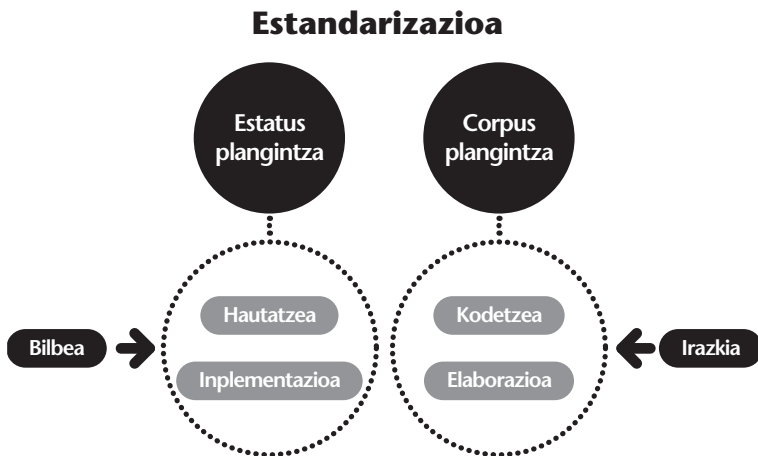 Estandarizazioa
Estatus
plangintza
Corpus
plangintza
Hautatzea
Kodetzea
Bilbea
Irazkia
Inplementazioa
Elaborazioa